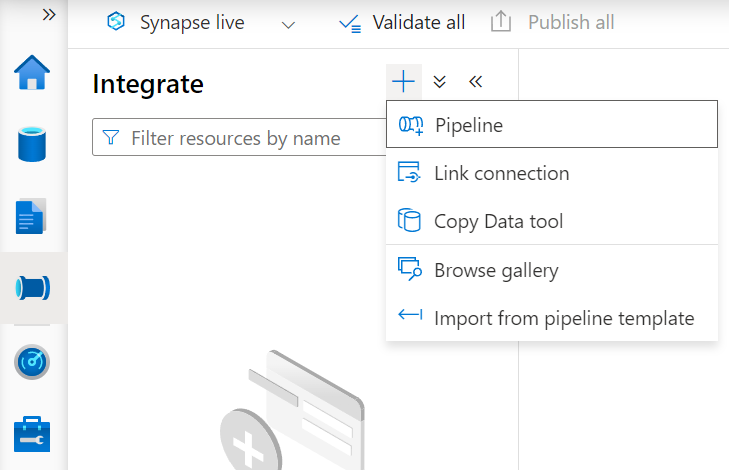 Synapse live
Validate all
Publish all
Integrate
Filter resources by name
Pipeline
Link connection
Copy Data tool
Browse gallery
Import from pipeline template